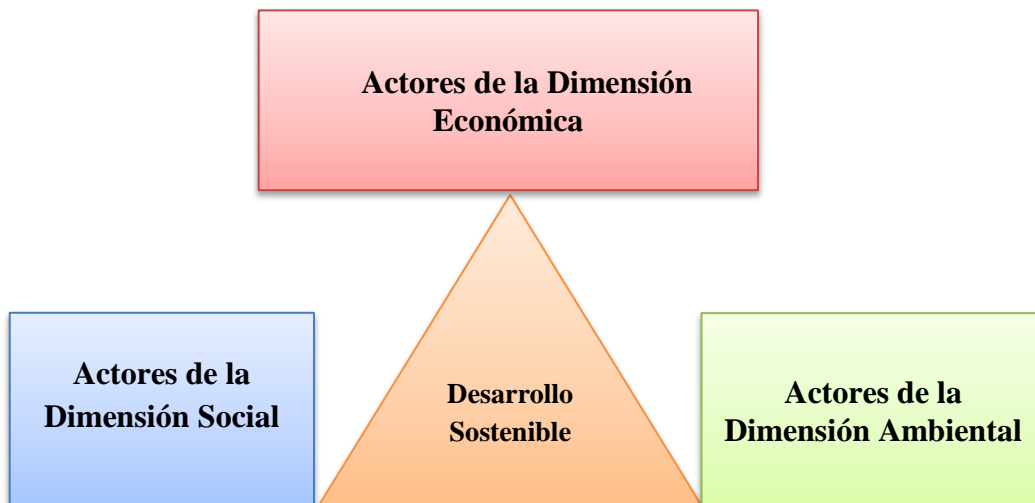 Actores de la Dimensión
Económica
Actores de la
Dimensión Social
Desarrollo
Sostenible
Actores de la
Dimensión Ambiental